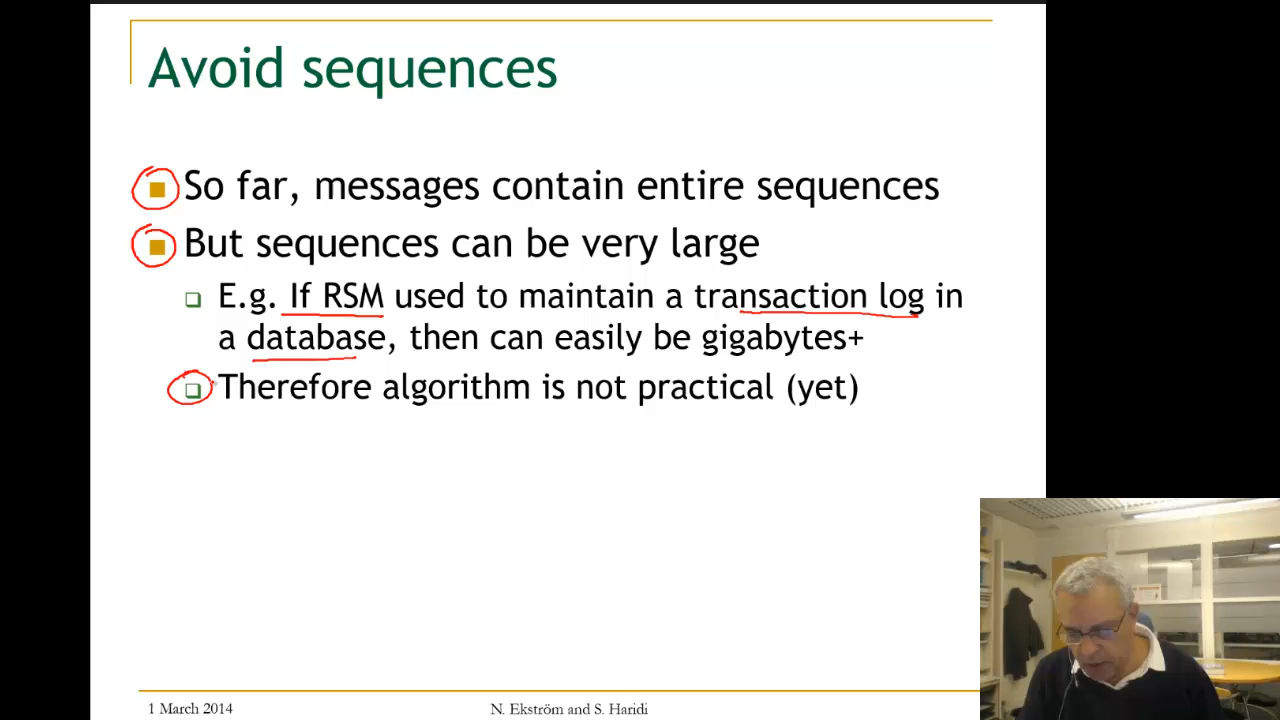 Avoid sequences
So far, messages contain entire sequences
But sequences can be very large
E.g. If RSM used to maintain a transaction log in
a database, then can easily be gigabytes+
Therefore algorithm is not practical (yet)
1 March 2014
N. Ekström and S. Haridi